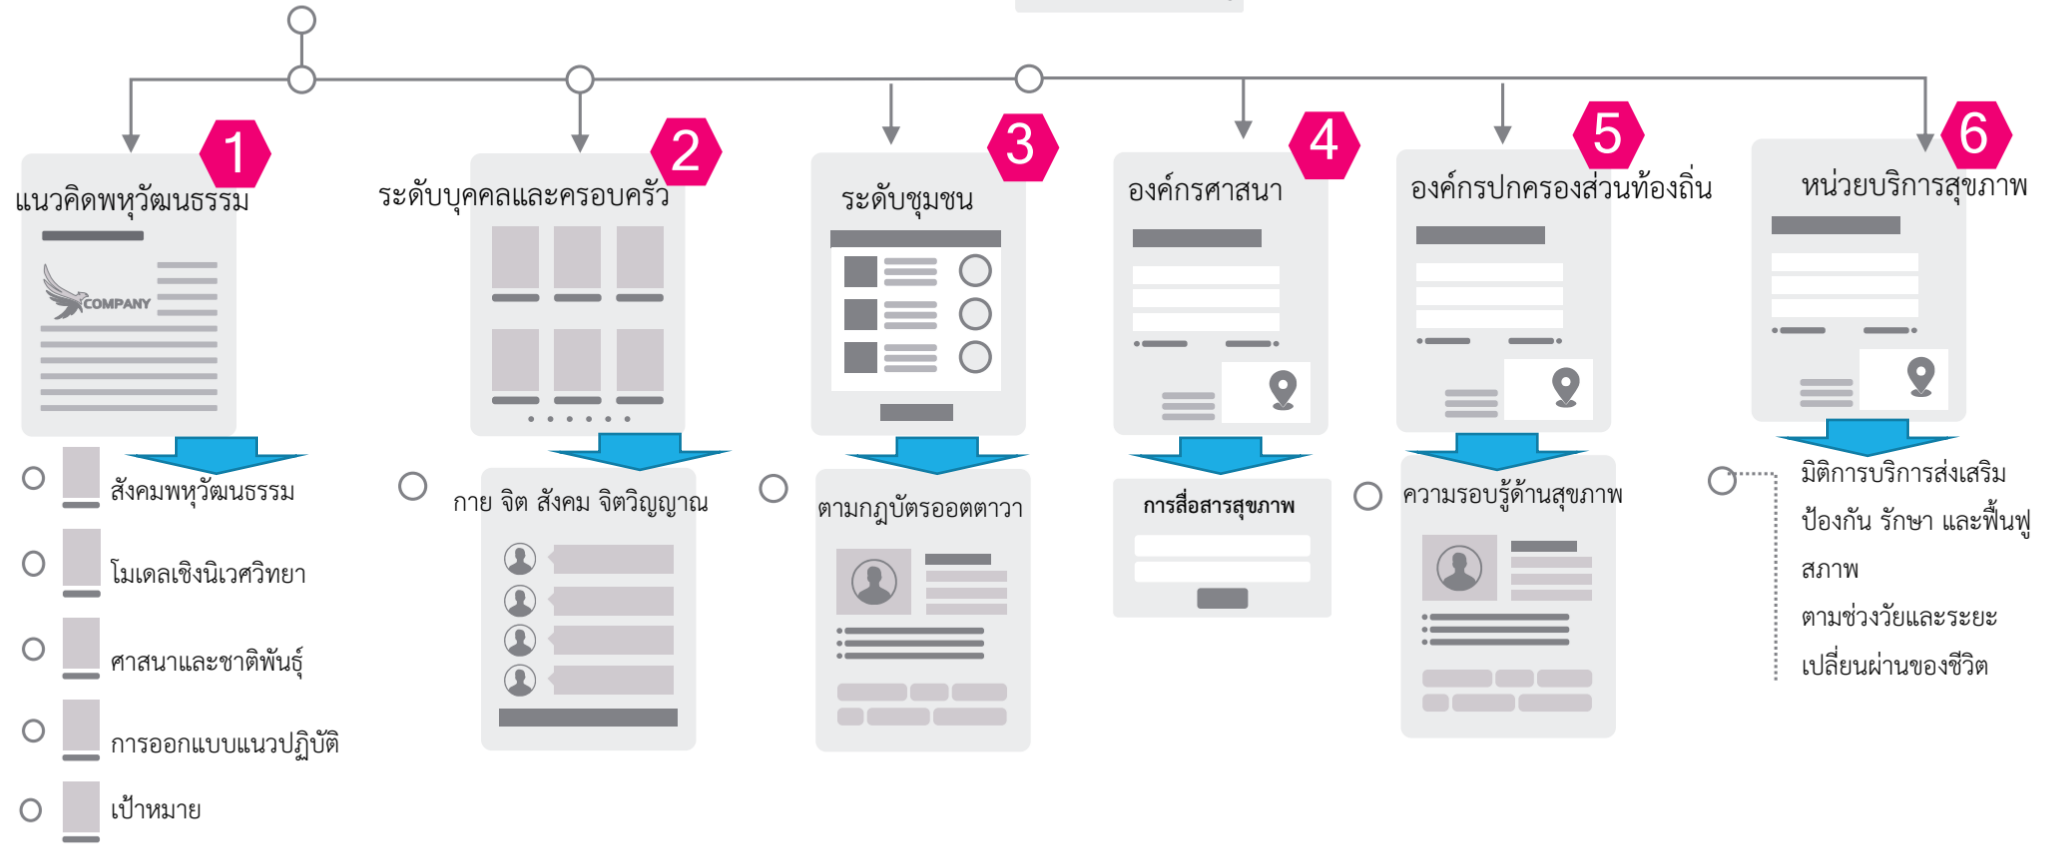 1
แนวคิดพหุวัฒนธรรม
COMPANY
สังคมพหุวัฒนธรรม
โมเดลเชิงนิเวศวิทยา
ศาสนาและชาติพันธุ์
การออกแบบแนวปฏิบัติ
เป้าหมาย
2
ระดับบุคคลและครอบครัว
กาย จิต สังคม จิตวิญญาณ
3
ระดับชุมชน
ตามกฎบัตรออตตาวา
4
องค์กรศาสนา
การสื่อสารสุขภาพ
5
องค์กรปกครองส่วนท้องถิ่น
ความรอบรู้ด้านสุขภาพ
6
หน่วยบริการสุขภาพ
มิติการบริการส่งเสริม
ป้องกัน รักษา และฟื้นฟู
สภาพ
ตามช่วงวัยและระยะ
เปลี่ยนผ่านของชีวิต